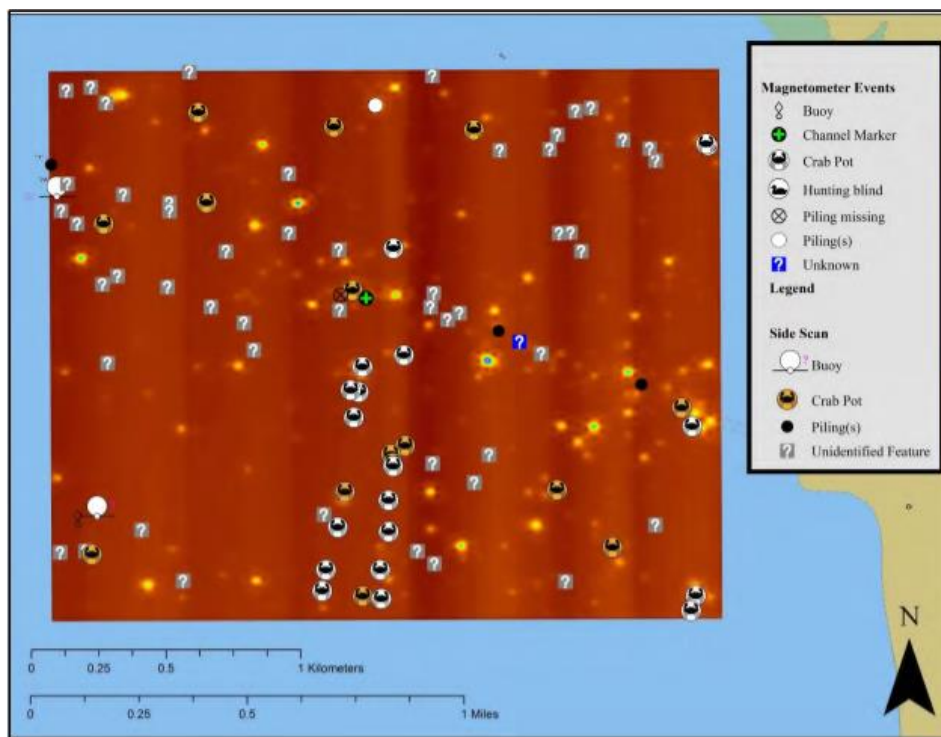 Magnetometer Events
Buoy
Channel Marker
Crab Pot
Hunting blind
Piling missing
Piling(s)
Unknown
Legend
Side Scan
Buoy
Crab Pot
Piling(s)
Unidentified Feature
N
0 0.25 0.5 1 Kilometers
0 0.25 0.5 1 Miles